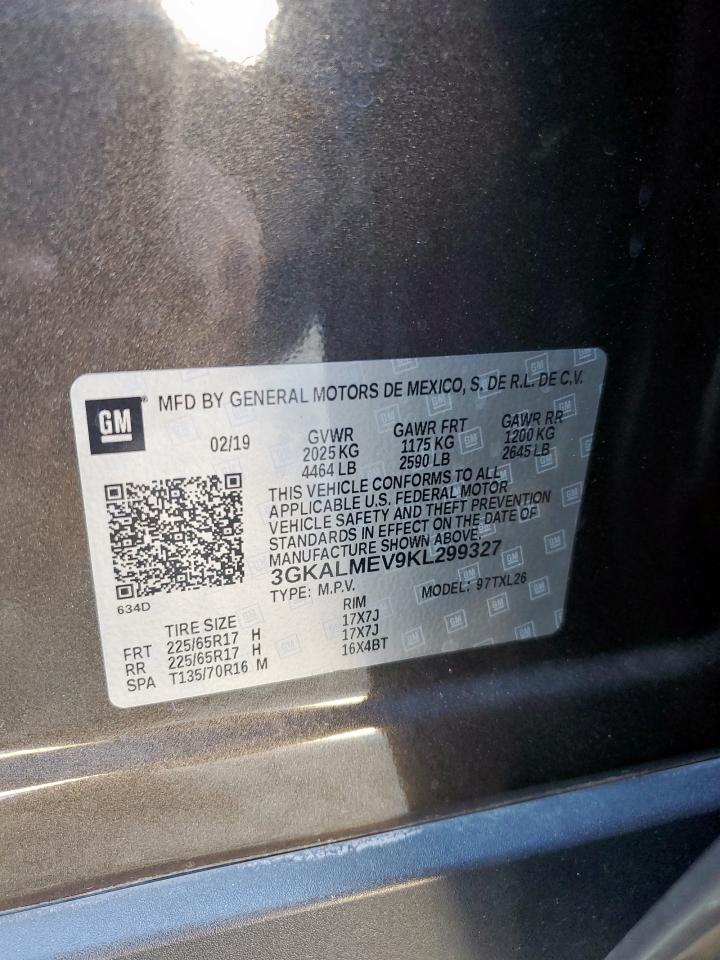 GM
MFD BY GENERAL MOTORS DE MEXICO, S. DE R.L. DE C.V.
02/19 GVWR GAWR FRT GAWR RR
2025 KG 1175 KG 1200 KG
4464 LB 2590 LB 2645 LB
THIS VEHICLE CONFORMS TO ALL
APPLICABLE U.S. FEDERAL MOTOR
VEHICLE SAFETY AND THEFT PREVENTION
STANDARDS IN EFFECT ON THE DATE OF
MANUFACTURE SHOWN ABOVE.
3GKALMEV9KL299327
TYPE: M.P.V. MODEL: 97TXL26
634D
TIRE SIZE RIM
FRT 225/65R17 H 17X7J
RR 225/65R17 H 17X7J
SPA T135/70R16 M 16X4BT